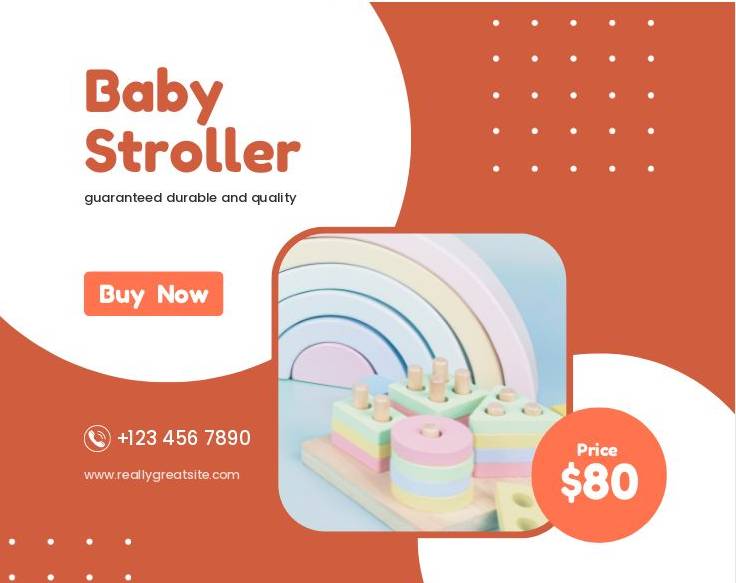 Baby
Stroller
guaranteed durable and quality
Buy Now
+123 456 7890
www.reallygreatsite.com
Price
$80